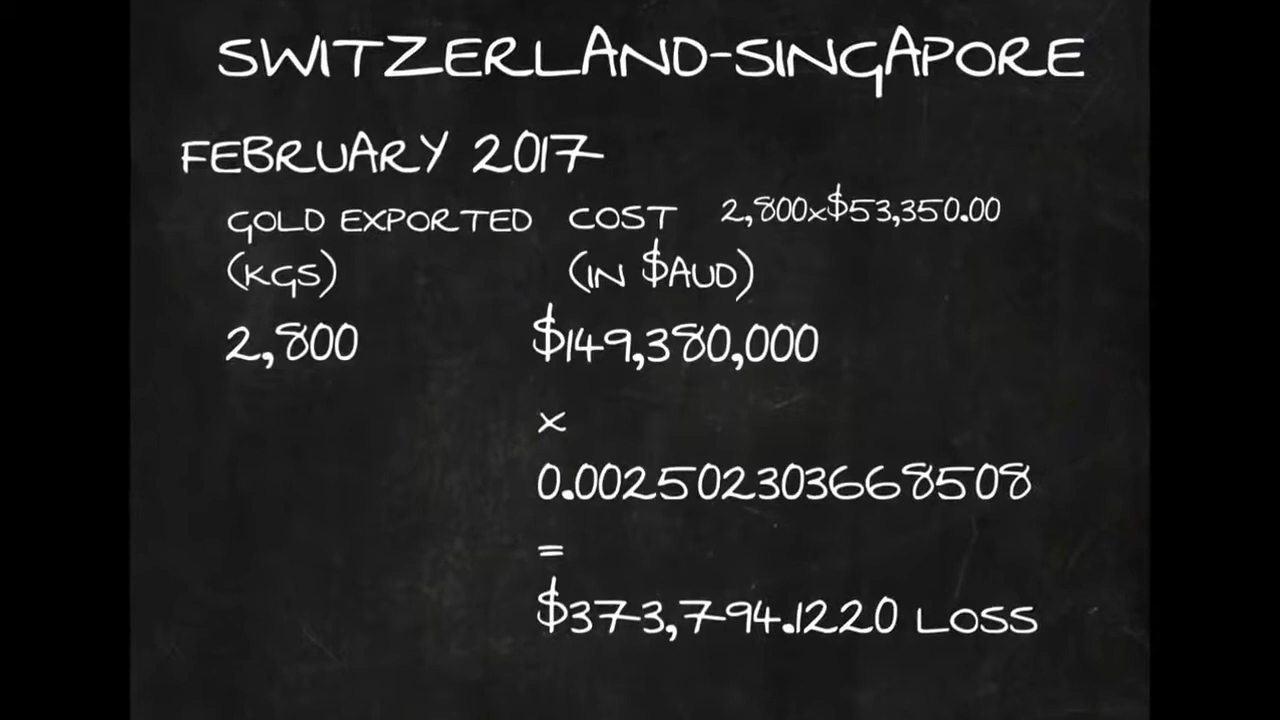 SWITZERLAND-SINGAPORE
FEBRUARY 2017
GOLD EXPORTED COST 2,800x$53,350.00
(KGS) (IN $AUD)
2,800 $149,380,000
x
0.002502303668508
=
$373,794.1220 LOSS